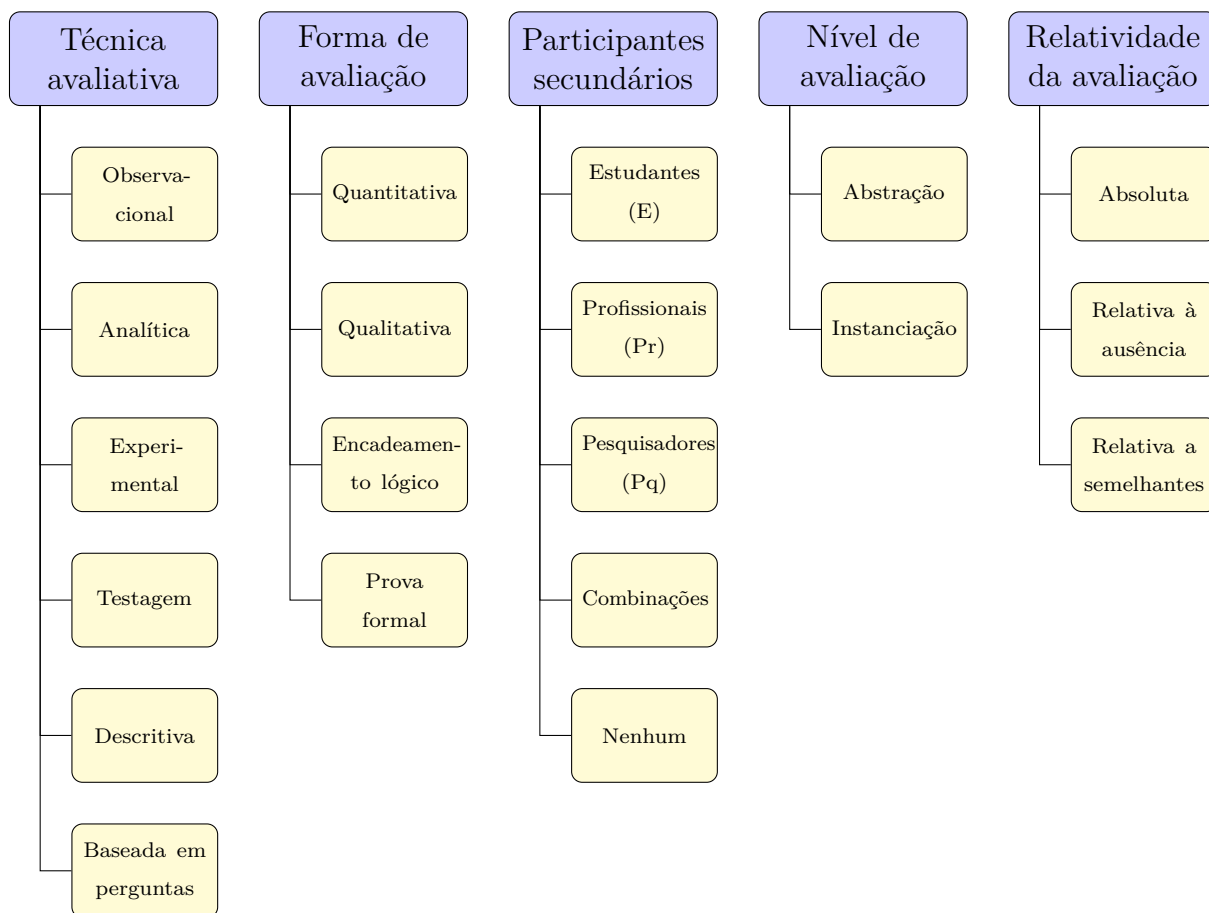 Técnica
avaliativa
Observa-
cional
Analítica
Experi-
mental
Testagem
Descritiva
Baseada em
perguntas
Forma de
avaliação
Quantitativa
Qualitativa
Encadeamen-
to lógico
Prova
formal
Participantes
secundários
Estudantes
(E)
Profissionais
(Pr)
Pesquisadores
(Pq)
Combinações
Nenhum
Nível de
avaliação
Abstração
Instanciação
Relatividade
da avaliação
Absoluta
Relativa à
ausência
Relativa a
semelhantes